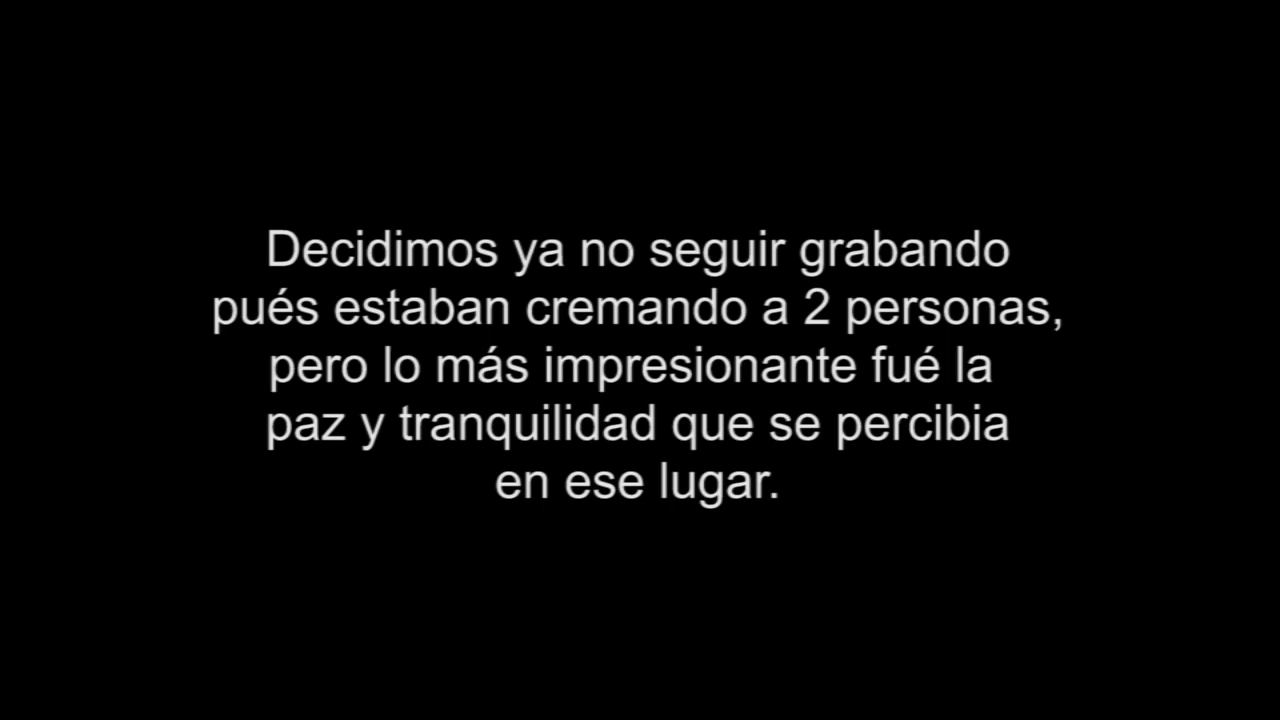 Decidimos ya no seguir grabando
pués estaban cremando a 2 personas,
pero lo más impresionante fué la
paz y tranquilidad que se percibia
en ese lugar.